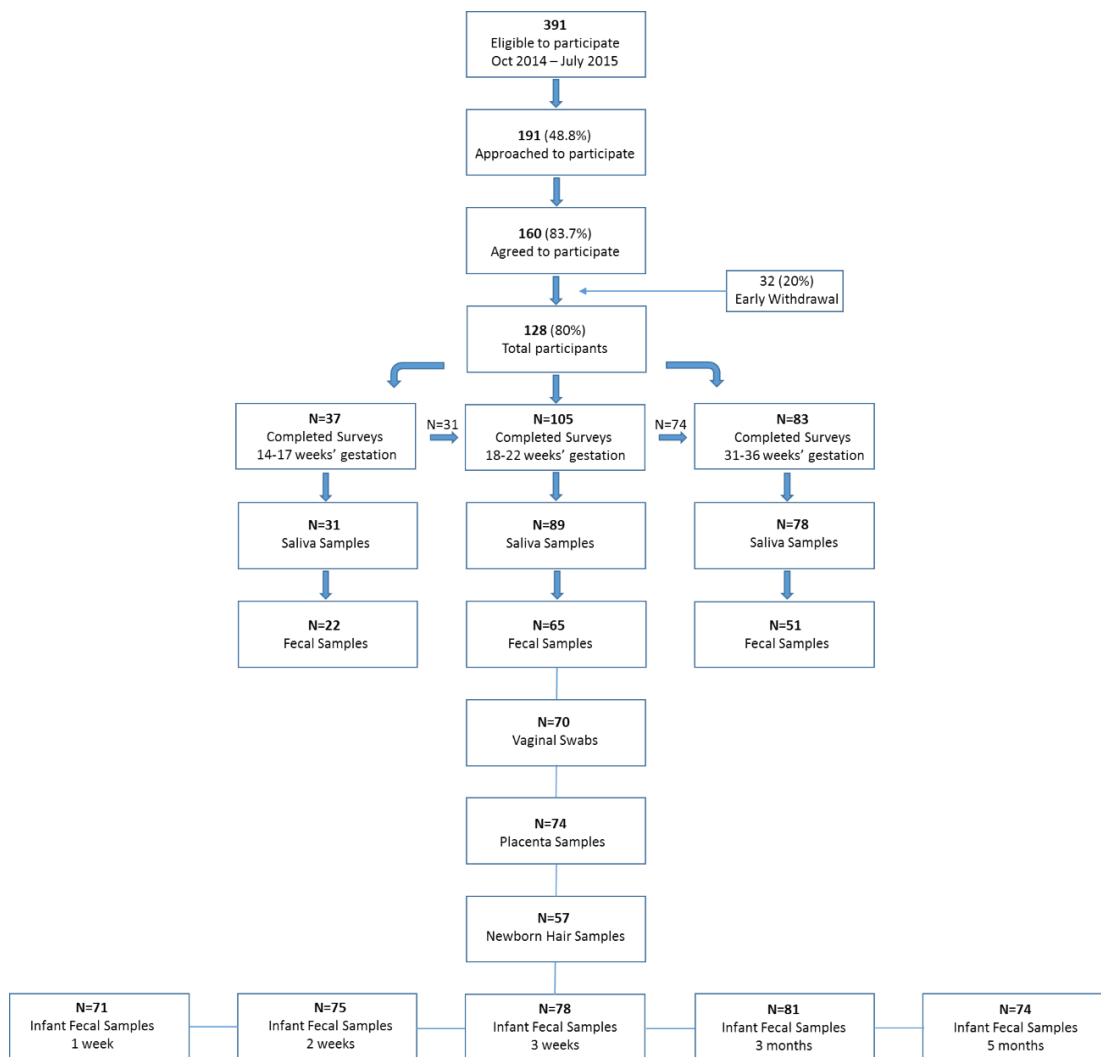 391
Eligible to participate
Oct 2014 – July 2015
191 (48.8%)
Approached to participate
160 (83.7%)
Agreed to participate
32 (20%)
Early Withdrawal
128 (80%)
Total participants
N=37
Completed Surveys
14-17 weeks’ gestation
N=31
N=105
Completed Surveys
18-22 weeks’ gestation
N=74
N=83
Completed Surveys
31-36 weeks’ gestation
N=31
Saliva Samples
N=89
Saliva Samples
N=78
Saliva Samples
N=22
Fecal Samples
N=65
Fecal Samples
N=51
Fecal Samples
N=70
Vaginal Swabs
N=74
Placenta Samples
N=57
Newborn Hair Samples
N=71
Infant Fecal Samples
1 week
N=75
Infant Fecal Samples
2 weeks
N=78
Infant Fecal Samples
3 weeks
N=81
Infant Fecal Samples
3 months
N=74
Infant Fecal Samples
5 months